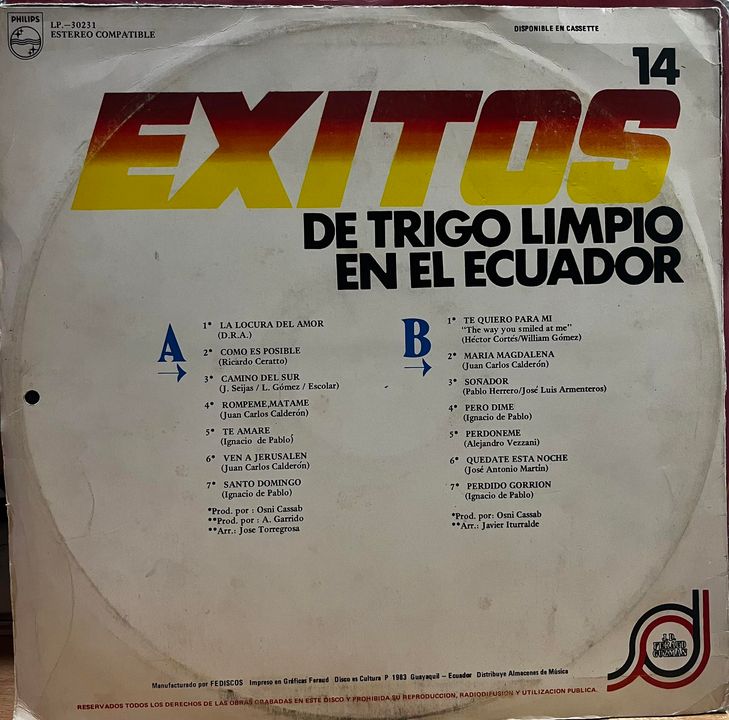 PHILIPS
LP.-30231
ESTEREO COMPATIBLE
DISPONIBLE EN CASSETTE
14
EXITOS
DE TRIGO LIMPIO
EN EL ECUADOR
A
1* LA LOCURA DEL AMOR
(D.R.A.)
2* COMO ES POSIBLE
(Ricardo Ceratto)
3* CAMINO DEL SUR
(J. Seijas / L. Gómez / Escolar)
4* ROMPEME,MATAME
(Juan Carlos Calderón)
5* TE AMARE
(Ignacio de Pablo)
6* VEN A JERUSALEN
(Juan Carlos Calderón)
7* SANTO DOMINGO
(Ignacio de Pablo)
*Prod. por : Osni Cassab
**Prod. por : A. Garrido
**Arr.: Jose Torregrosa
B
1* TE QUIERO PARA MI
"The way you smiled at me"
(Héctor Cortés/William Gómez)
2* MARIA MAGDALENA
(Juan Carlos Calderón)
3* SOÑADOR
(Pablo Herrero/José Luis Armenteros)
4* PERO DIME
(Ignacio de Pablo)
5* PERDONEME
(Alejandro Vezzani)
6* QUEDATE ESTA NOCHE
(José Antonio Martín)
7* PERDIDO GORRION
(Ignacio de Pablo)
*Prod. por: Osni Cassab
**Arr.: Javier Iturralde
J.D.
FERAUD
GUZMAN
Manufacturado por FEDISCOS Impreso en Gráficas Feraud Disco es Cultura P 1983 Guayaquil – Ecuador Distribuye Almacenes de Música
RESERVADOS TODOS LOS DERECHOS DE LAS OBRAS GRABADAS EN ESTE DISCO Y PROHIBIDA SU REPRODUCCION, RADIODIFUSION Y UTILIZACION PUBLICA.